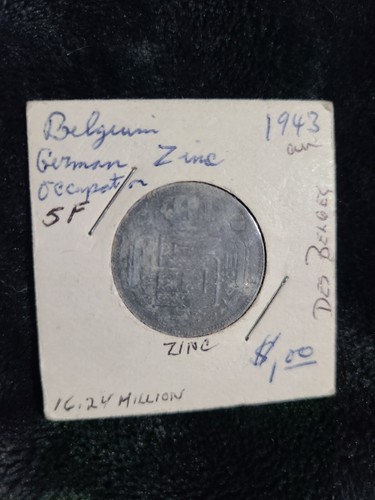 Belgium
1943
German Zinc
au
Occupation
5F
DES BELGES
ZINC
$1.00
16.24 MILLION